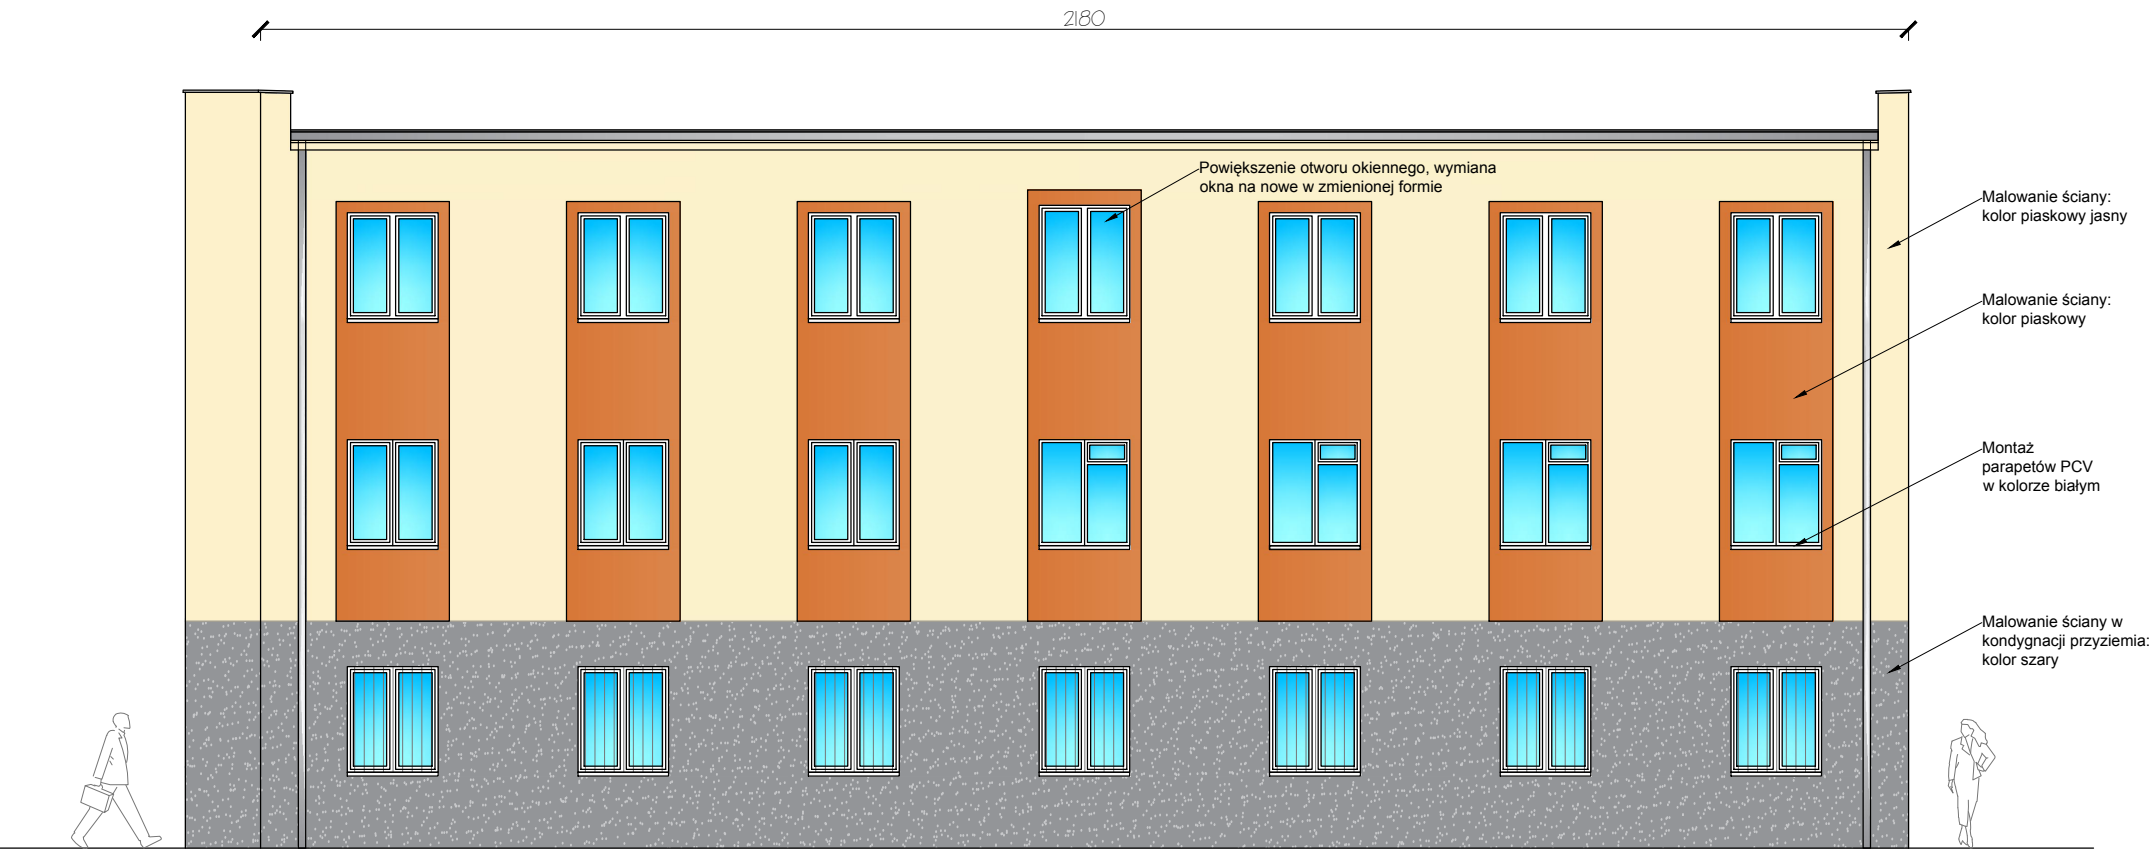 2180
Powiększenie otworu okiennego, wymiana
okna na nowe w zmienionej formie
Malowanie ściany:
kolor piaskowy jasny
Malowanie ściany:
kolor piaskowy
Montaż
parapetów PCV
w kolorze białym
Malowanie ściany w
kondygnacji przyziemia:
kolor szary